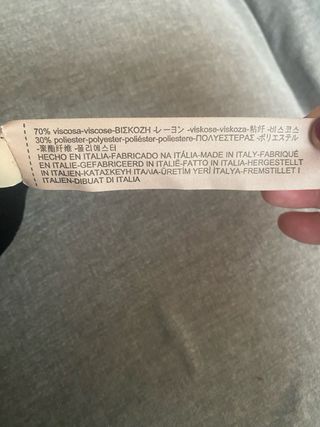 70% viscosa-viscose-ΒΙΣΚΟΖΗ -レーヨン -viskose-viskoza-粘纤-비스코스
30% poliester-polyester-poliéster-poliestere-ΠΟΛΥΕΣΤΕΡΑΣ-ポリエステル
-聚酯纤维 -폴리에스터
HECHO EN ITALIA-FABRICADO NA ITÁLIA-MADE IN ITALY-FABRIQUÉ
EN ITALIE-GEFABRICEERD IN ITALIË-FATTO IN ITALIA-HERGESTELLT
IN ITALIEN-ΚΑΤΑΣΚΕΥΗ ΙΤΑΛΙΑ-ÜRETİM YERİ İTALYA-FREMSTILLET I
ITALIEN-DIBUAT DI ITALIA